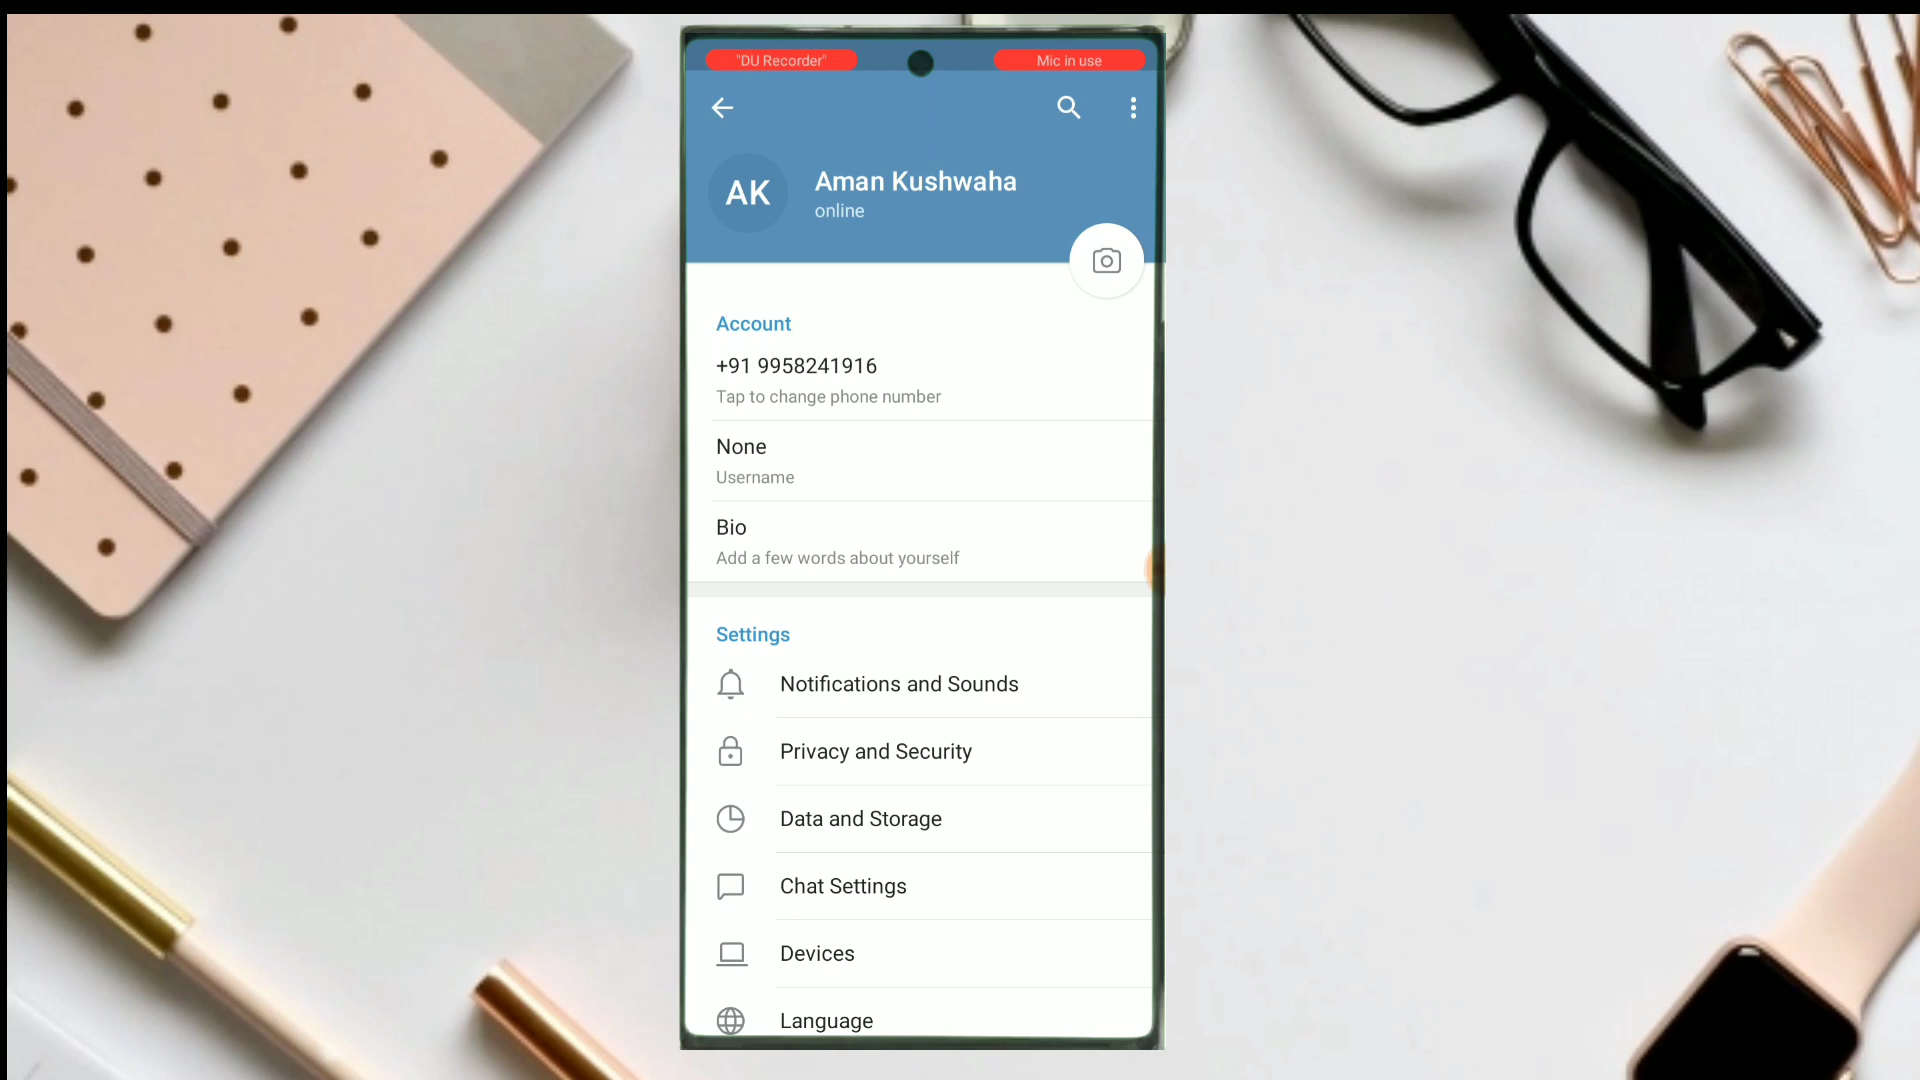 "DU Recorder"
Mic in use
AK
Aman Kushwaha
online
Account
+91 9958241916
Tap to change phone number
None
Username
Bio
Add a few words about yourself
Settings
Notifications and Sounds
Privacy and Security
Data and Storage
Chat Settings
Devices
Language